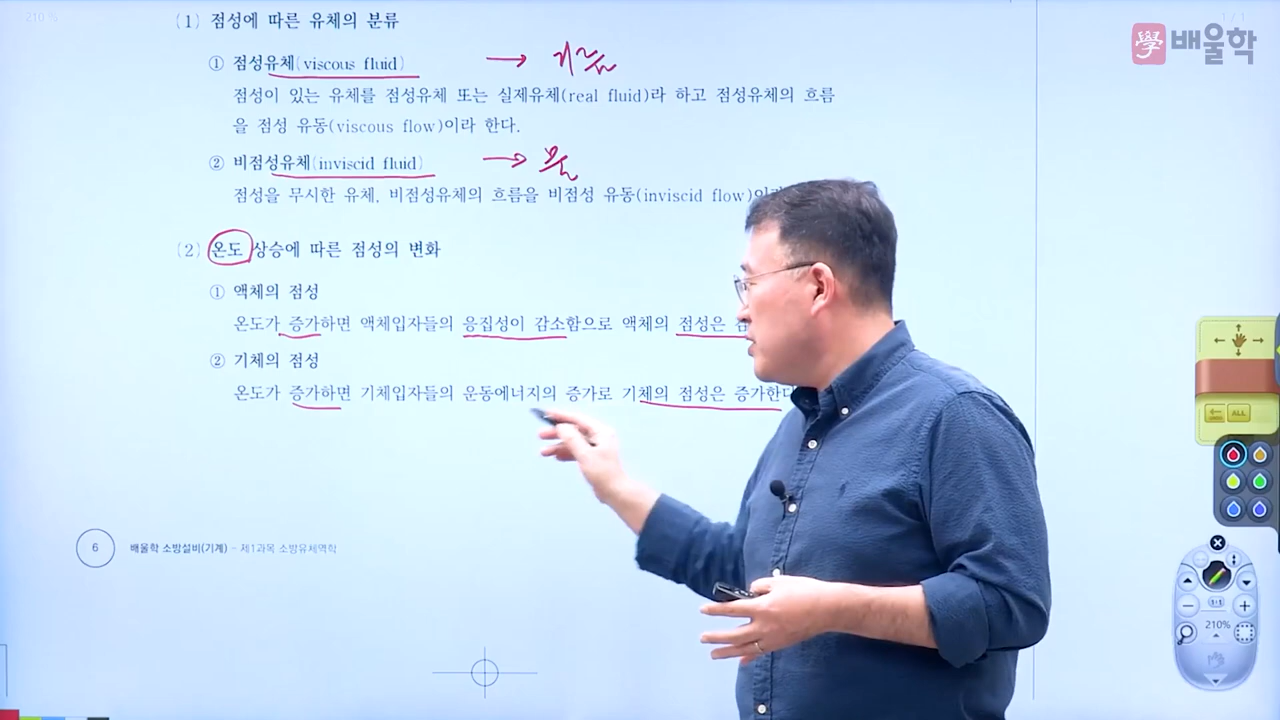 210 %
1 / 1
學 배울학
(1) 점성에 따른 유체의 분류
① 점성유체(viscous fluid) → 기름
점성이 있는 유체를 점성유체 또는 실제유체(real fluid)라 하고 점성유체의 흐름
을 점성 유동(viscous flow)이라 한다.
② 비점성유체(inviscid fluid) → 물
점성을 무시한 유체, 비점성유체의 흐름을 비점성 유동(inviscid flow)
(2) 온도 상승에 따른 점성의 변화
① 액체의 점성
온도가 증가하면 액체입자들의 응집성이 감소함으로 액체의 점성은
② 기체의 점성
온도가 증가하면 기체입자들의 운동에너지의 증가로 기체의 점성은 증가한다
ALL
1:1
210%
6 배울학 소방설비(기계) - 제1과목 소방유체역학